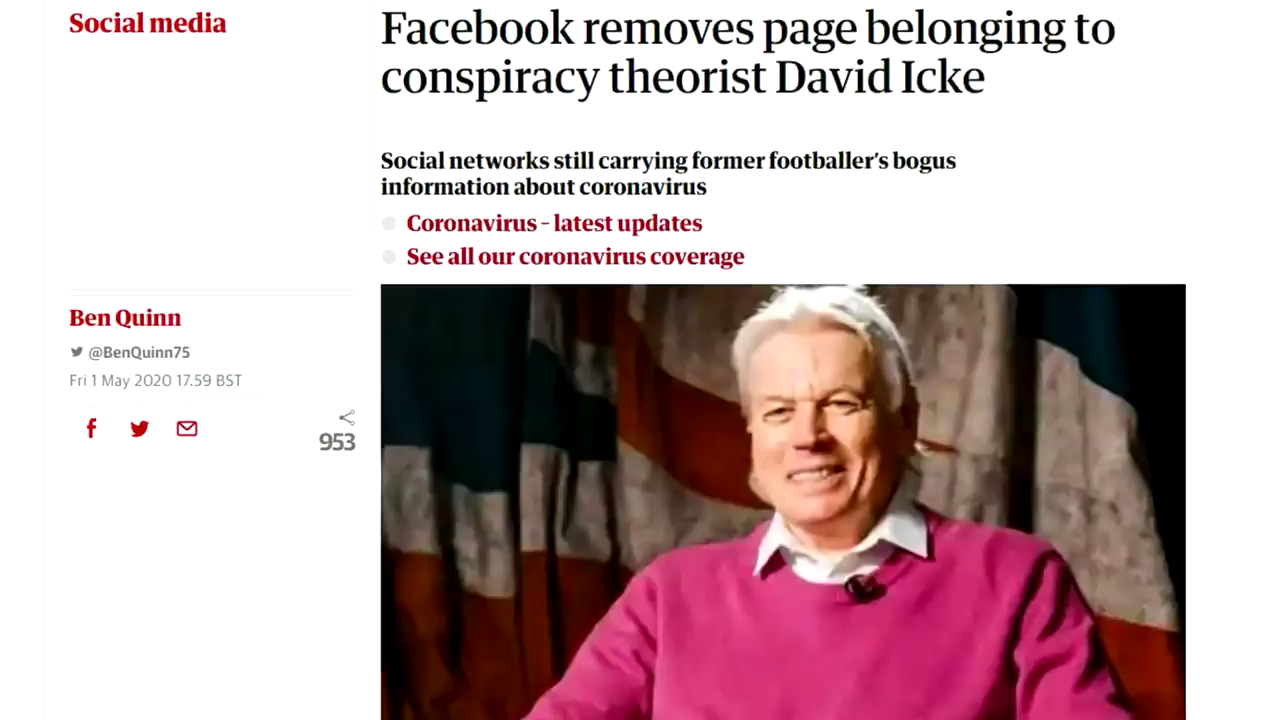 Social media
Facebook removes page belonging to
conspiracy theorist David Icke
Social networks still carrying former footballer's bogus
information about coronavirus
Coronavirus – latest updates
See all our coronavirus coverage
Ben Quinn
@BenQuinn75
Fri 1 May 2020 17.59 BST
953